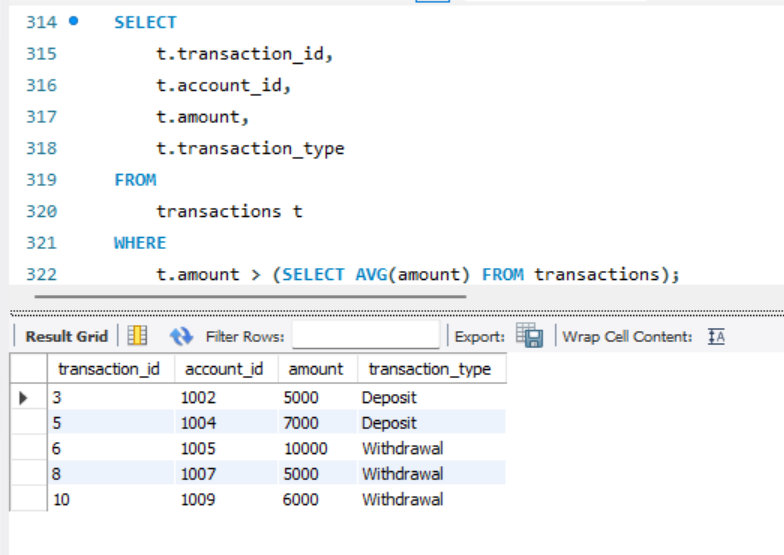 314 SELECT
315 t.transaction_id,
316 t.account_id,
317 t.amount,
318 t.transaction_type
319 FROM
320 transactions t
321 WHERE
322 t.amount > (SELECT AVG(amount) FROM transactions);
Result Grid Filter Rows: Export: Wrap Cell Content: IA
transaction_id account_id amount transaction_type
3 1002 5000 Deposit
5 1004 7000 Deposit
6 1005 10000 Withdrawal
8 1007 5000 Withdrawal
10 1009 6000 Withdrawal